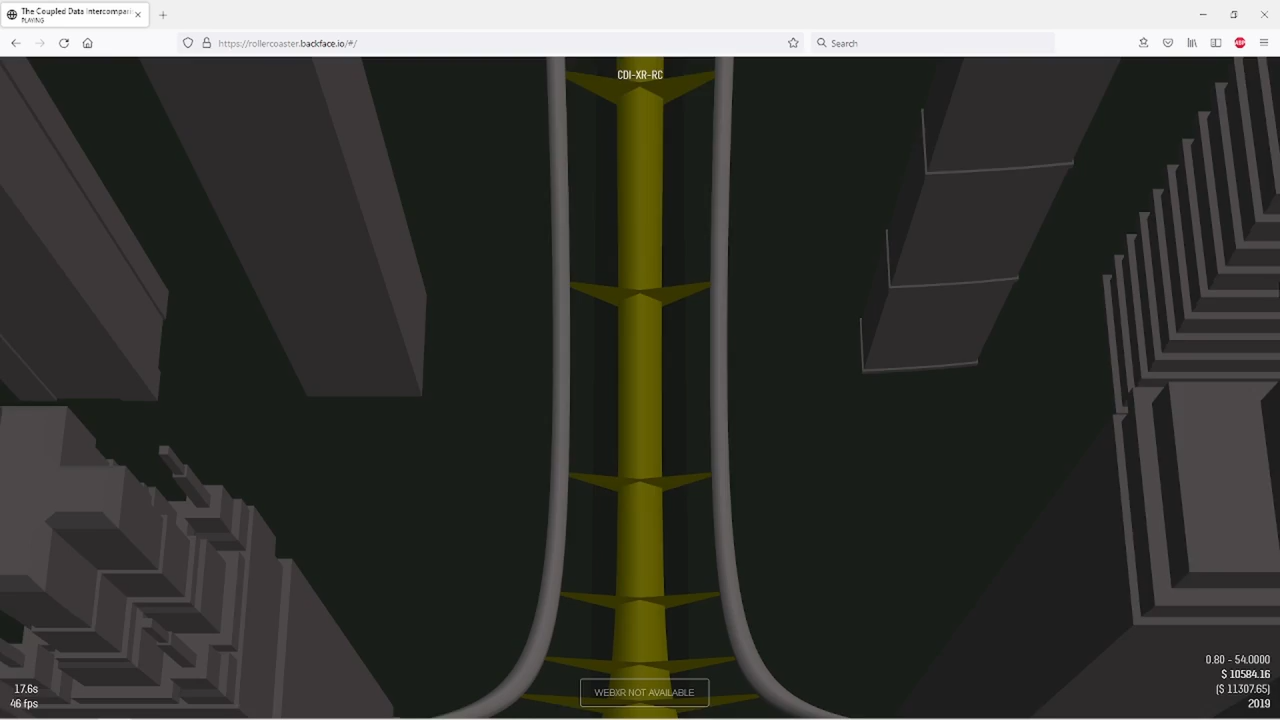 The Coupled Data Intercompari
PLAYING
https://rollercoaster.backface.io/#/
Search
ABP
CDI-XR-RC
17.6s
46 fps
WEBXR NOT AVAILABLE
0.80 - 54.0000
$ 10584.16
($ 11307.65)
2019